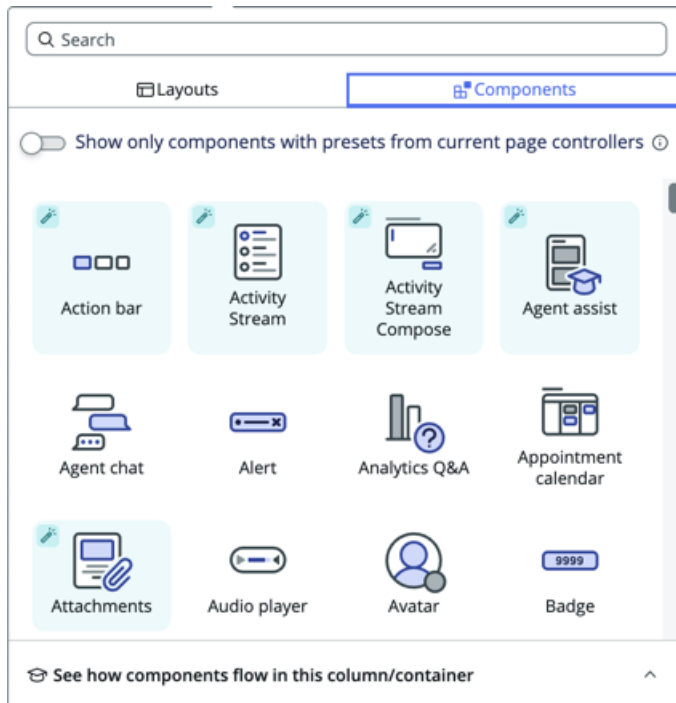 Search
Layouts
Components
Show only components with presets from current page controllers
Action bar
Activity
Stream
Activity
Stream
Compose
Agent assist
Agent chat
Alert
Analytics Q&A
Appointment
calendar
Attachments
Audio player
Avatar
9999
Badge
See how components flow in this column/container